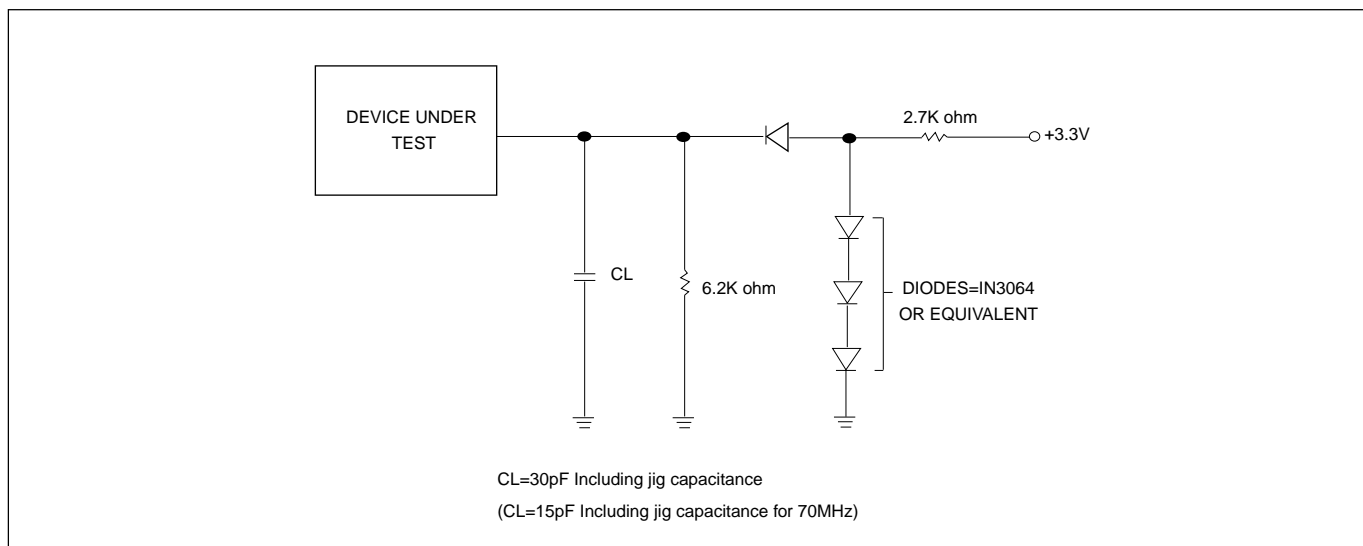 DEVICE UNDER
TEST
2.7K ohm
+3.3V
CL
6.2K ohm
DIODES=IN3064
OR EQUIVALENT
CL=30pF Including jig capacitance
(CL=15pF Including jig capacitance for 70MHz)